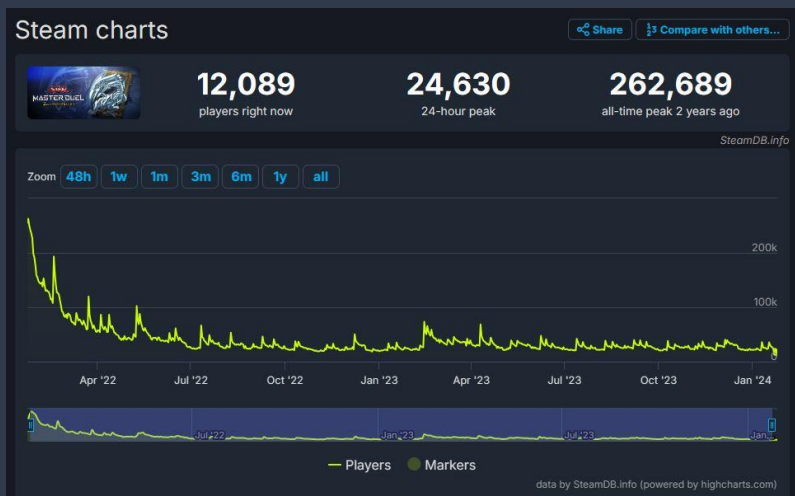 Steam charts
Share
Compare with others...
MASTER DUEL
12,089
players right now
24,630
24-hour peak
262,689
all-time peak 2 years ago
SteamDB.info
Zoom 48h 1w 1m 3m 6m 1y all
200k
100k
0
Apr '22 Jul '22 Oct '22 Jan '23 Apr '23 Jul '23 Oct '23 Jan '24
Jul '22 Jan '23 Jul '23 Jan
Players Markers
data by SteamDB.info (powered by highcharts.com)